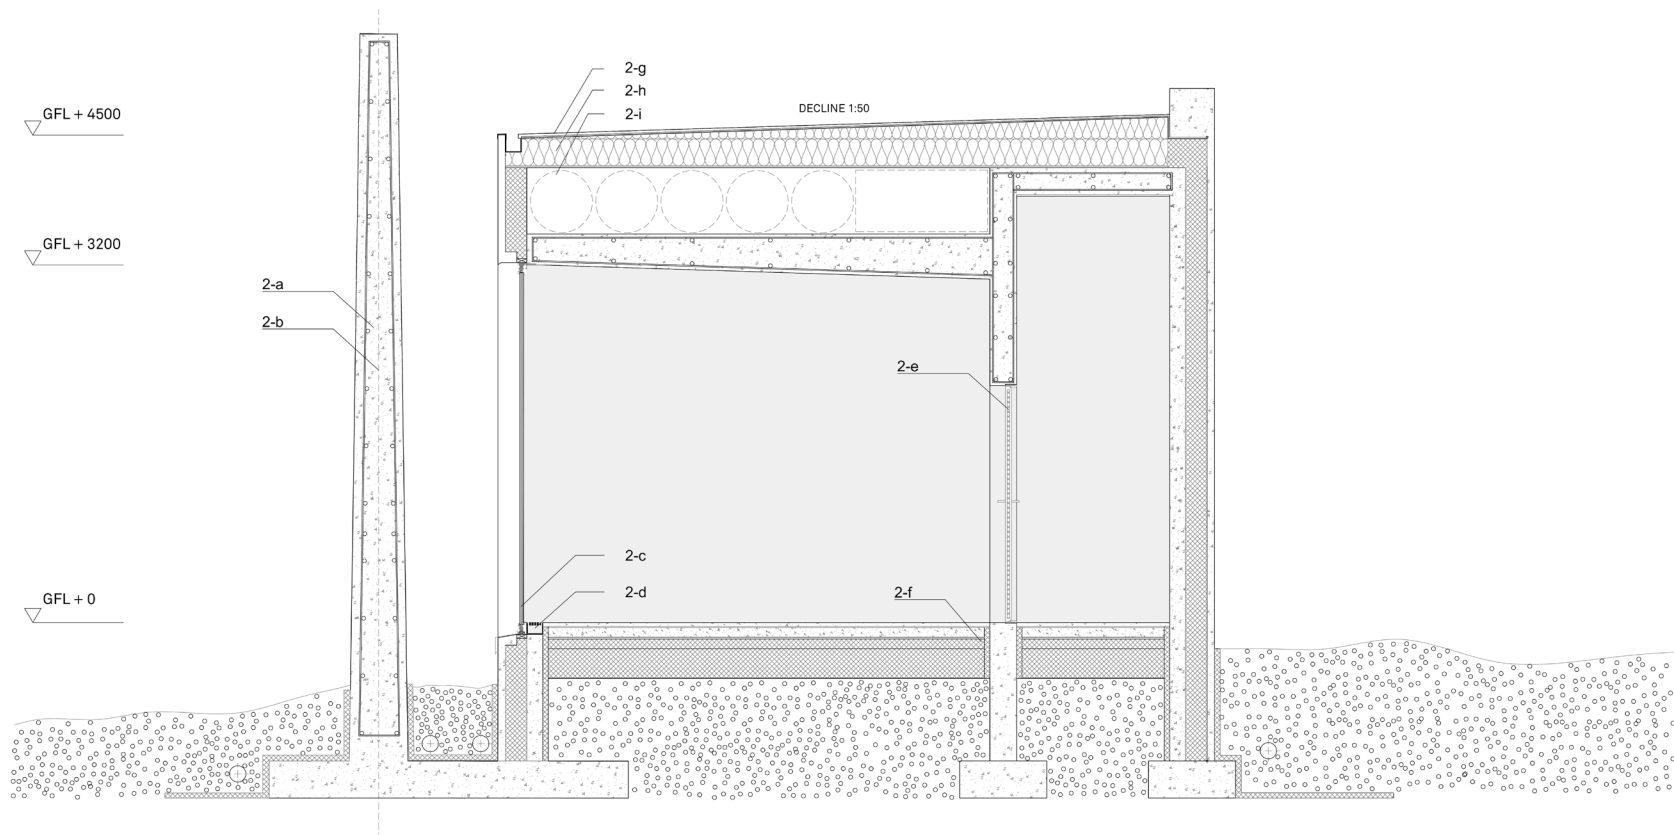 2-g
2-h
DECLINE 1:50
GFL + 4500
2-i
GFL + 3200
2-a
2-b
2-e
2-c
2-d
2-f
GFL + 0